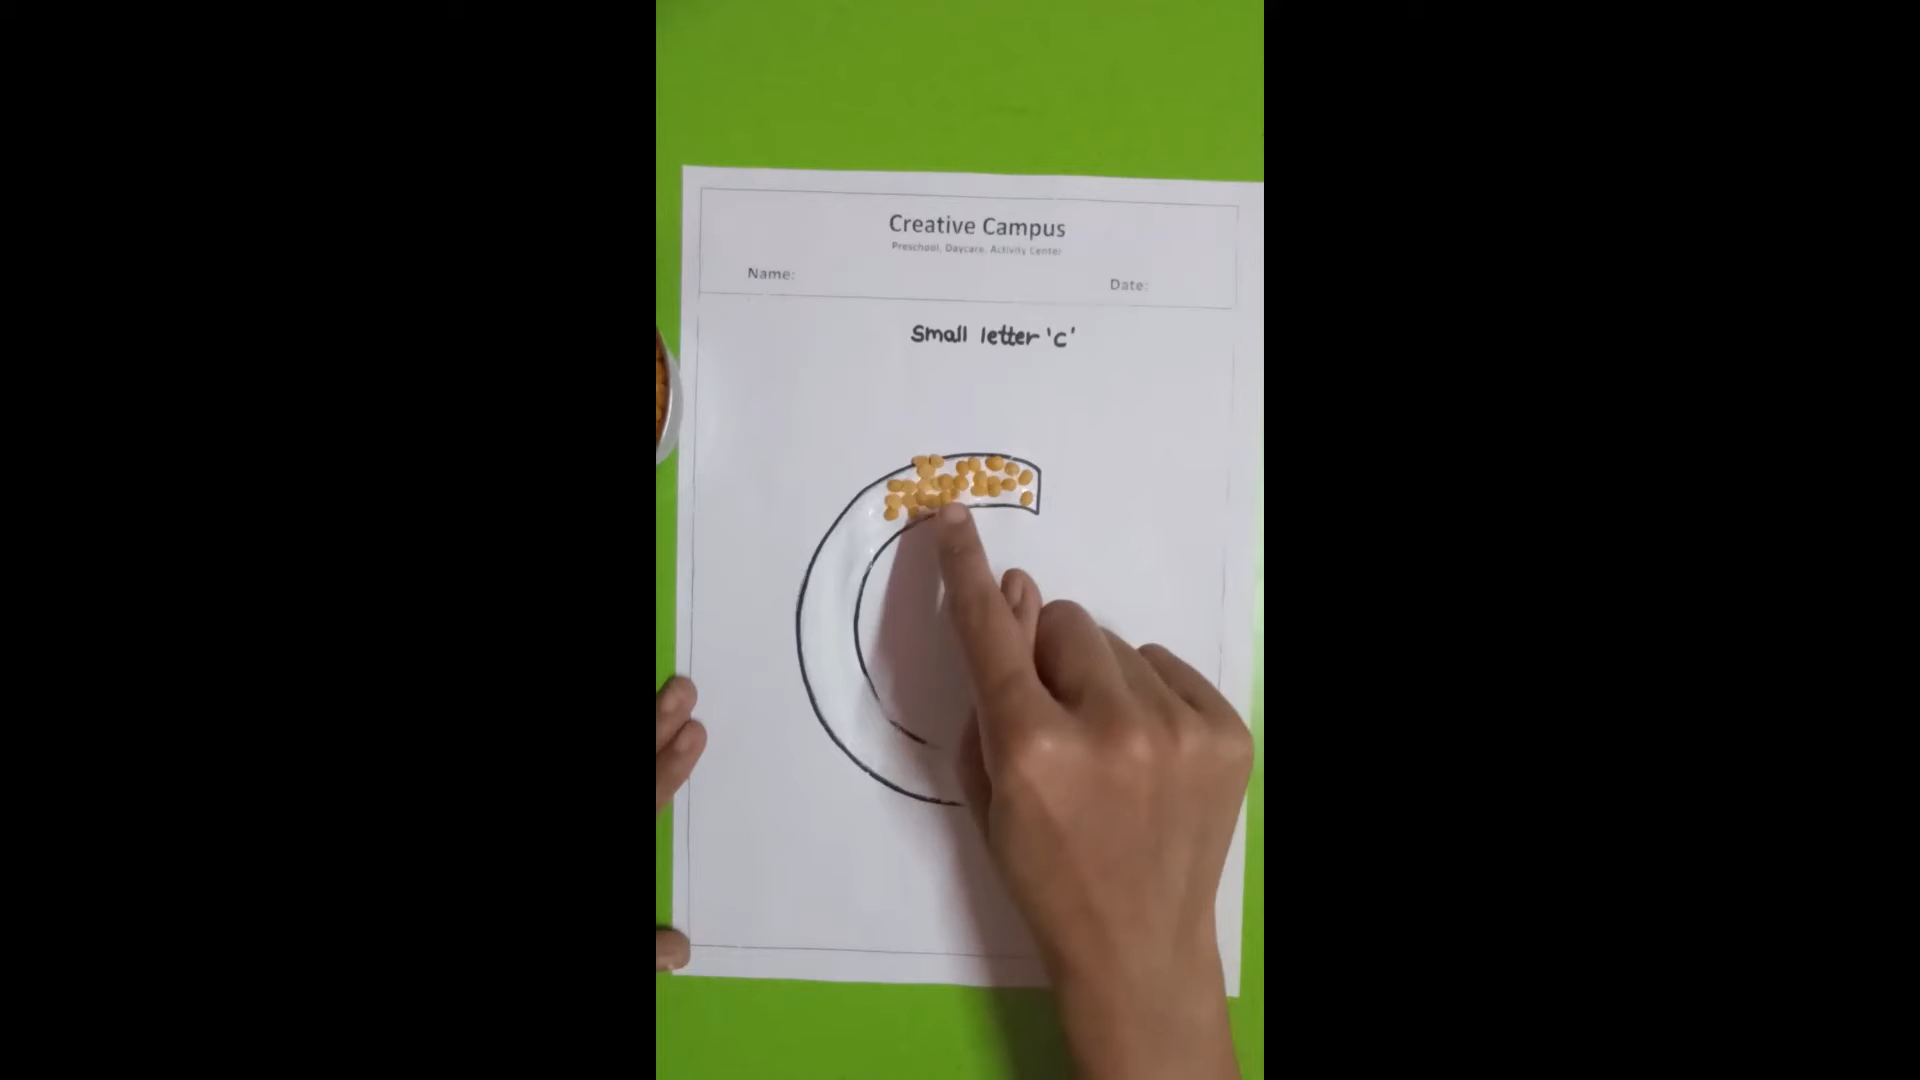 Creative Campus
Preschool, Daycare, Activity Center
Name:
Date:
Small letter 'c'